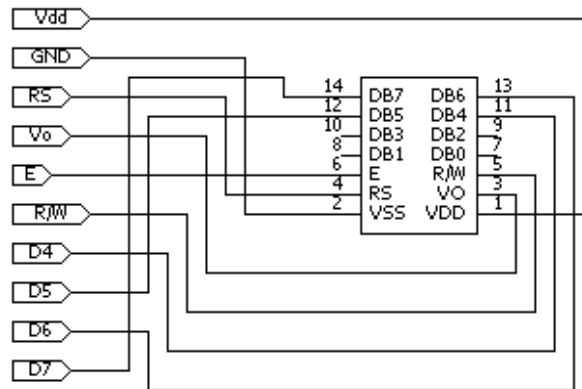 Vdd
GND
RS
Vo
E
R/W
D4
D5
D6
D7
14 DB7 DB6 13
12 DB5 DB4 11
10 DB3 DB2 9
8 DB1 DB0 7
6 E R/W 5
4 RS VO 3
2 VSS VDD 1